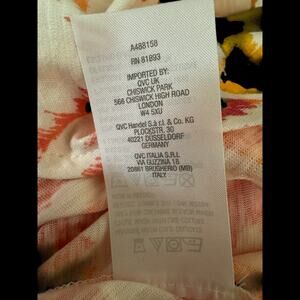 A488158
RN 81893
IMPORTED BY:
QVC UK
CHISWICK PARK
566 CHISWICK HIGH ROAD
LONDON
W4 5XU
QVC Handel S.à r.l. & Co. KG
PLOCKSTR. 30
40221 DÜSSELDORF
GERMANY
QVC ITALIA S.R.L
VIA GUZZINA 18
20861 BRUGHERIO (MB)
ITALY